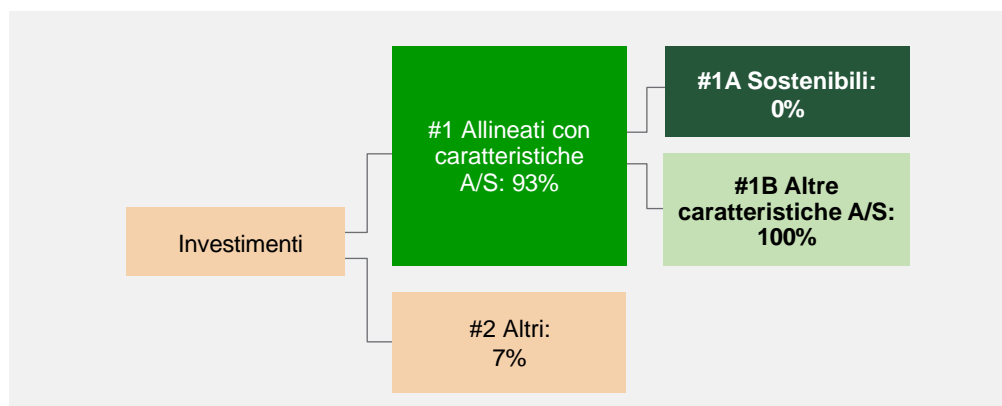 Investimenti
#1 Allineati con
caratteristiche
A/S: 93%
#1A Sostenibili:
0%
#1B Altre
caratteristiche A/S:
100%
#2 Altri:
7%